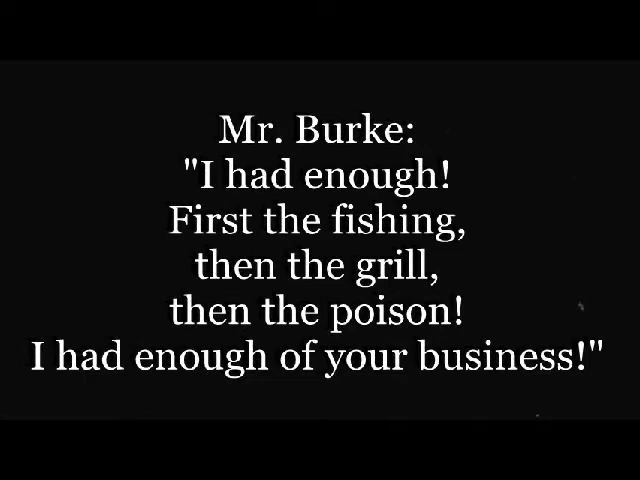 Mr. Burke:
"I had enough!
First the fishing,
then the grill,
then the poison!
I had enough of your business!"